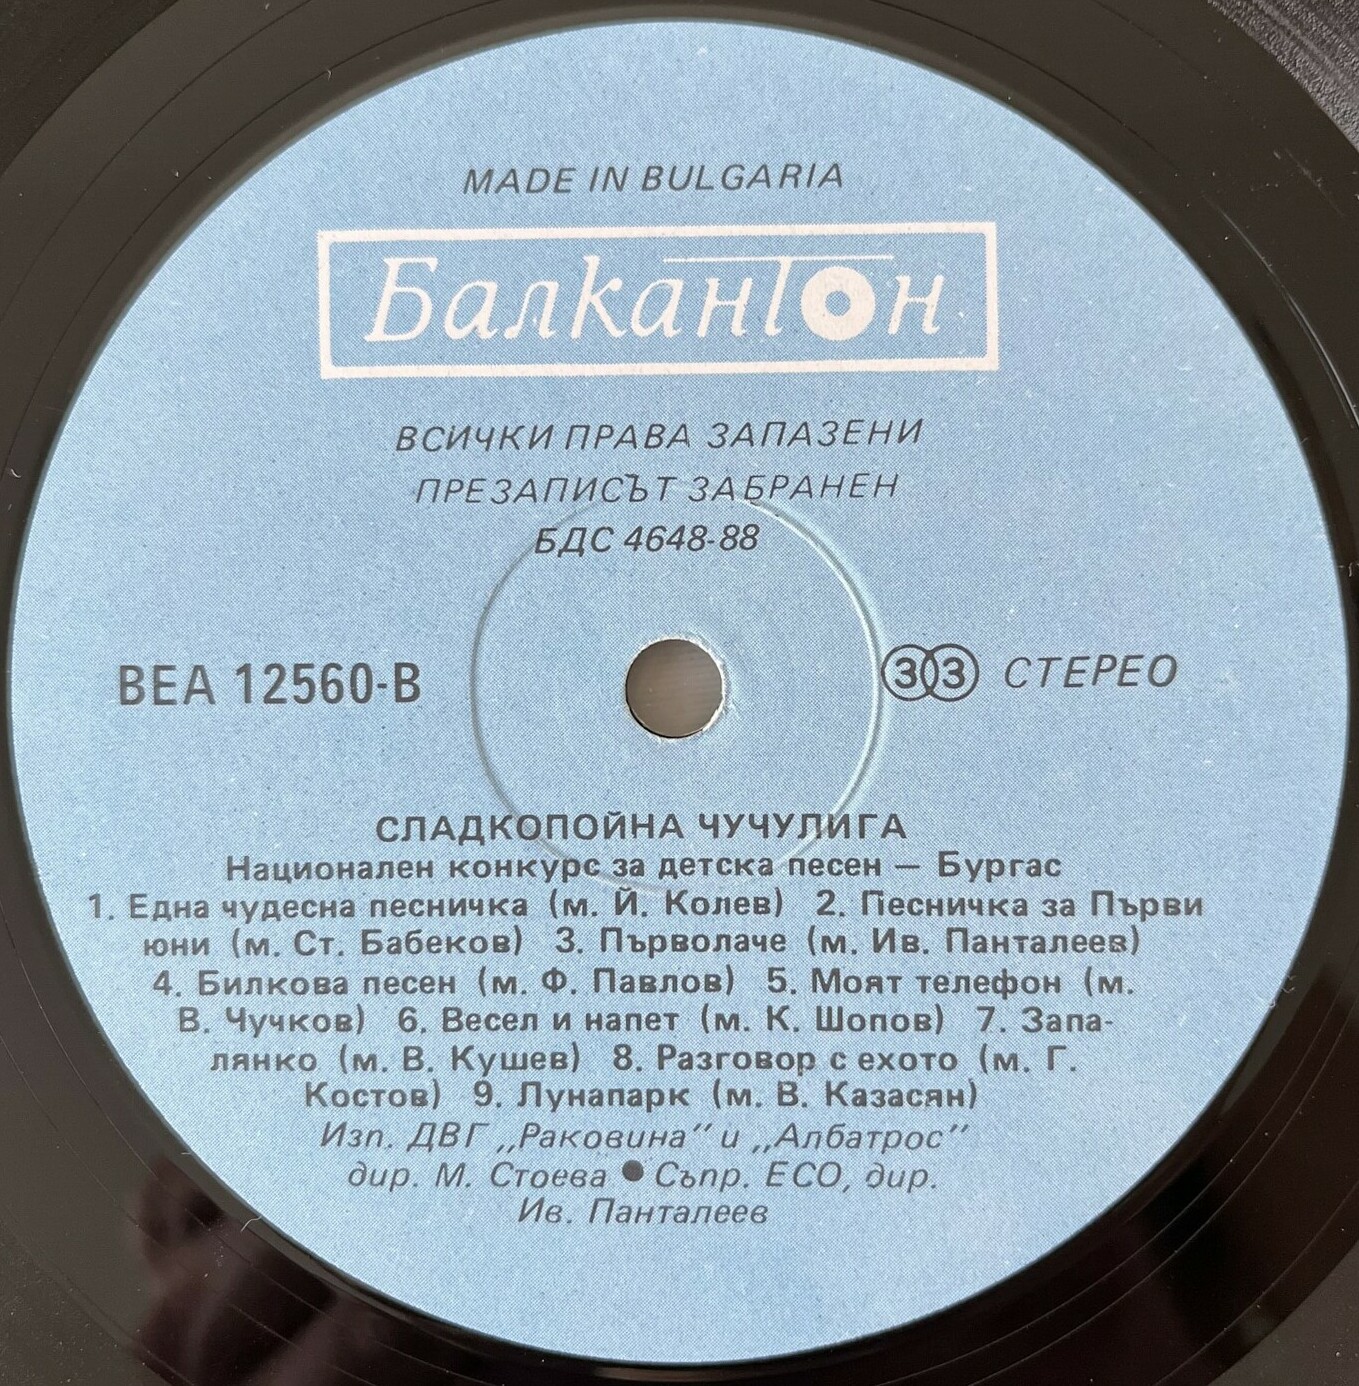 MADE IN BULGARIA
Балкантон
ВСИЧКИ ПРАВА ЗАПАЗЕНИ
ПРЕЗАПИСЪТ ЗАБРАНЕН
БДС 4648-88
ВЕА 12560-В
33 СТЕРЕО
СЛАДКОПОЙНА ЧУЧУЛИГА
Национален конкурс за детска песен — Бургас
1. Една чудесна песничка (м. Й. Колев) 2. Песничка за Първи
юни (м. Ст. Бабеков) 3. Първолаче (м. Ив. Панталеев)
4. Билкова песен (м. Ф. Павлов) 5. Моят телефон (м.
В. Чучков) 6. Весел и напет (м. К. Шопов) 7. Запа-
лянко (м. В. Кушев) 8. Разговор с ехото (м. Г.
Костов) 9. Лунапарк (м. В. Казасян)
Изп. ДВГ „Раковина" и „Албатрос"
дир. М. Стоева ● Съпр. ЕСО, дир.
Ив. Панталеев